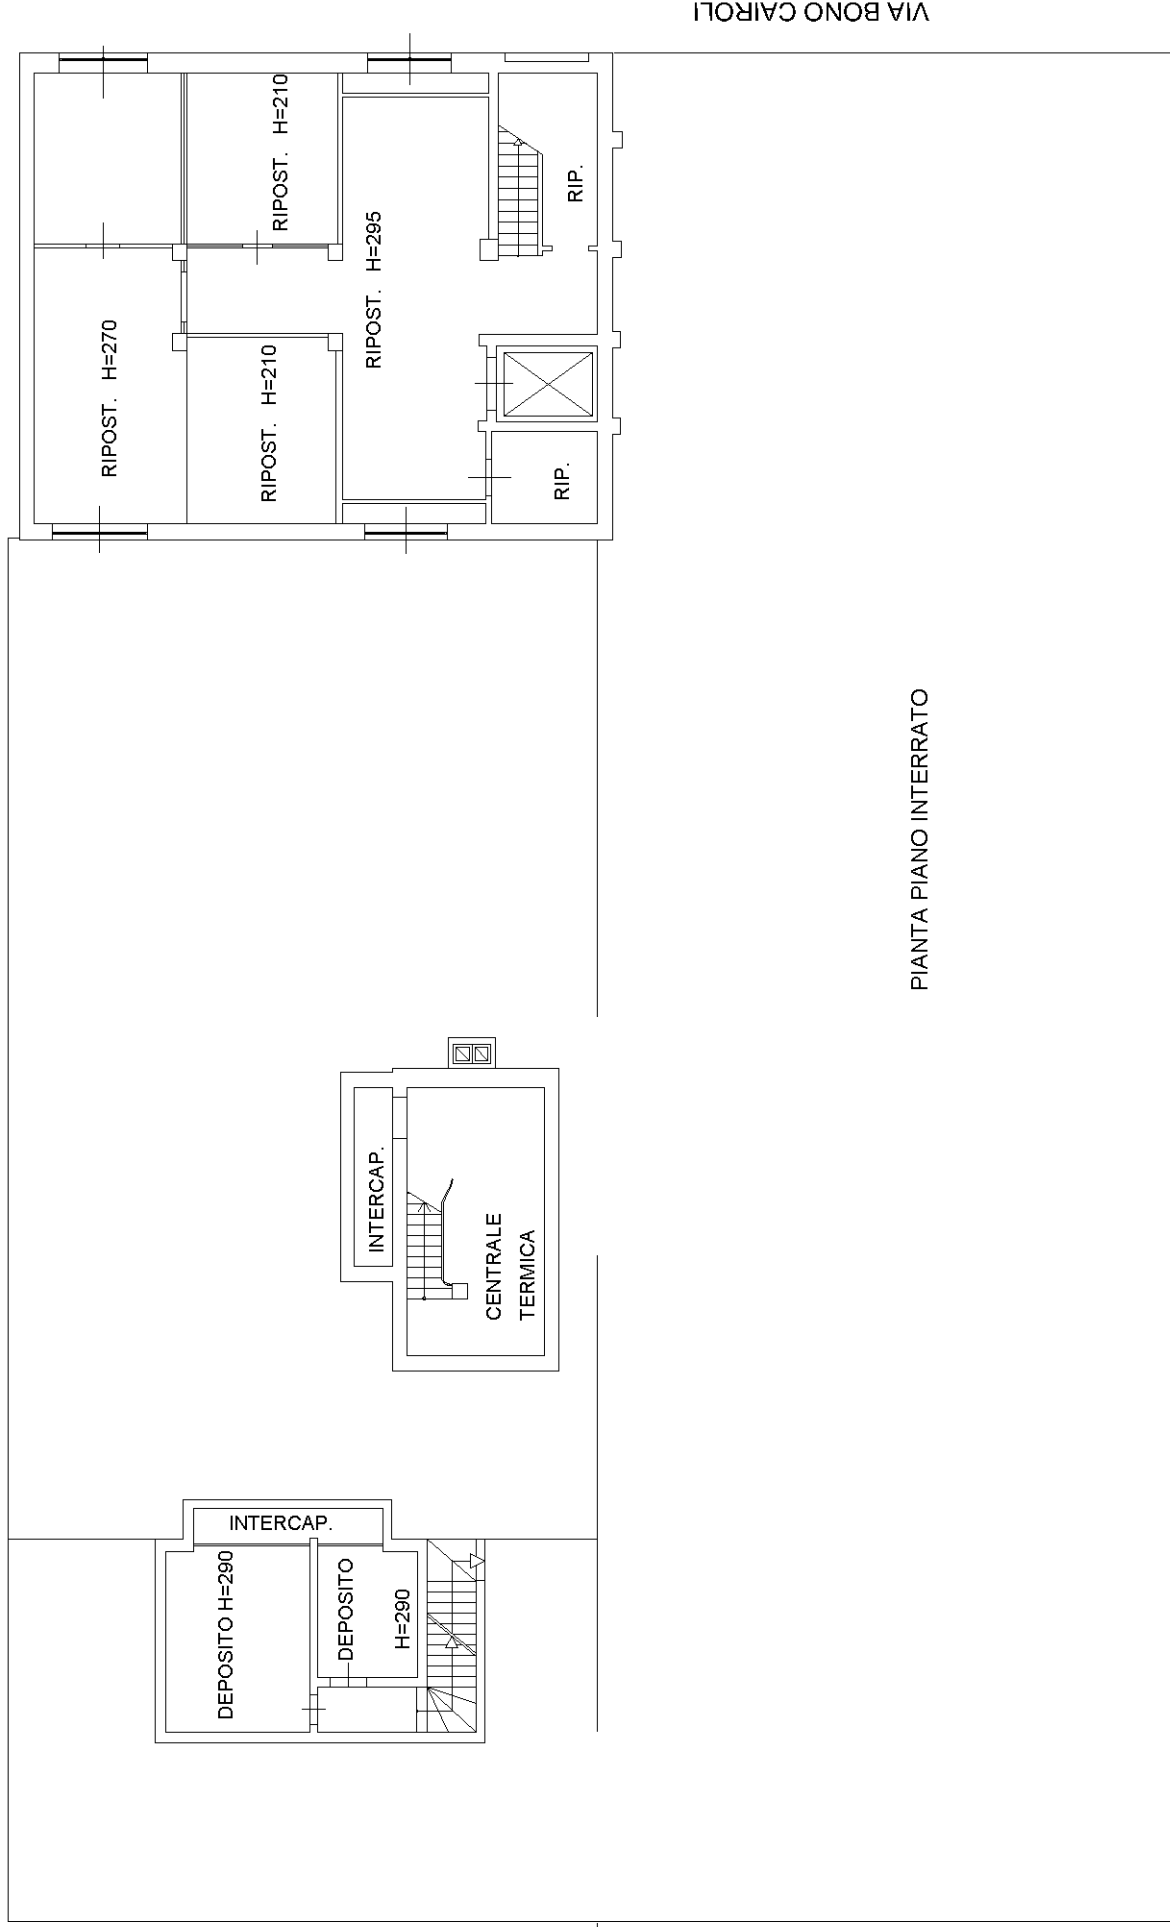 VIA BONO CAIROLI
RIPOST. H=210
RIP.
RIPOST. H=295
RIPOST. H=270
RIPOST. H=210
RIP.
PIANTA PIANO INTERRATO
INTERCAP.
CENTRALE
TERMICA
INTERCAP.
DEPOSITO H=290
DEPOSITO
H=290